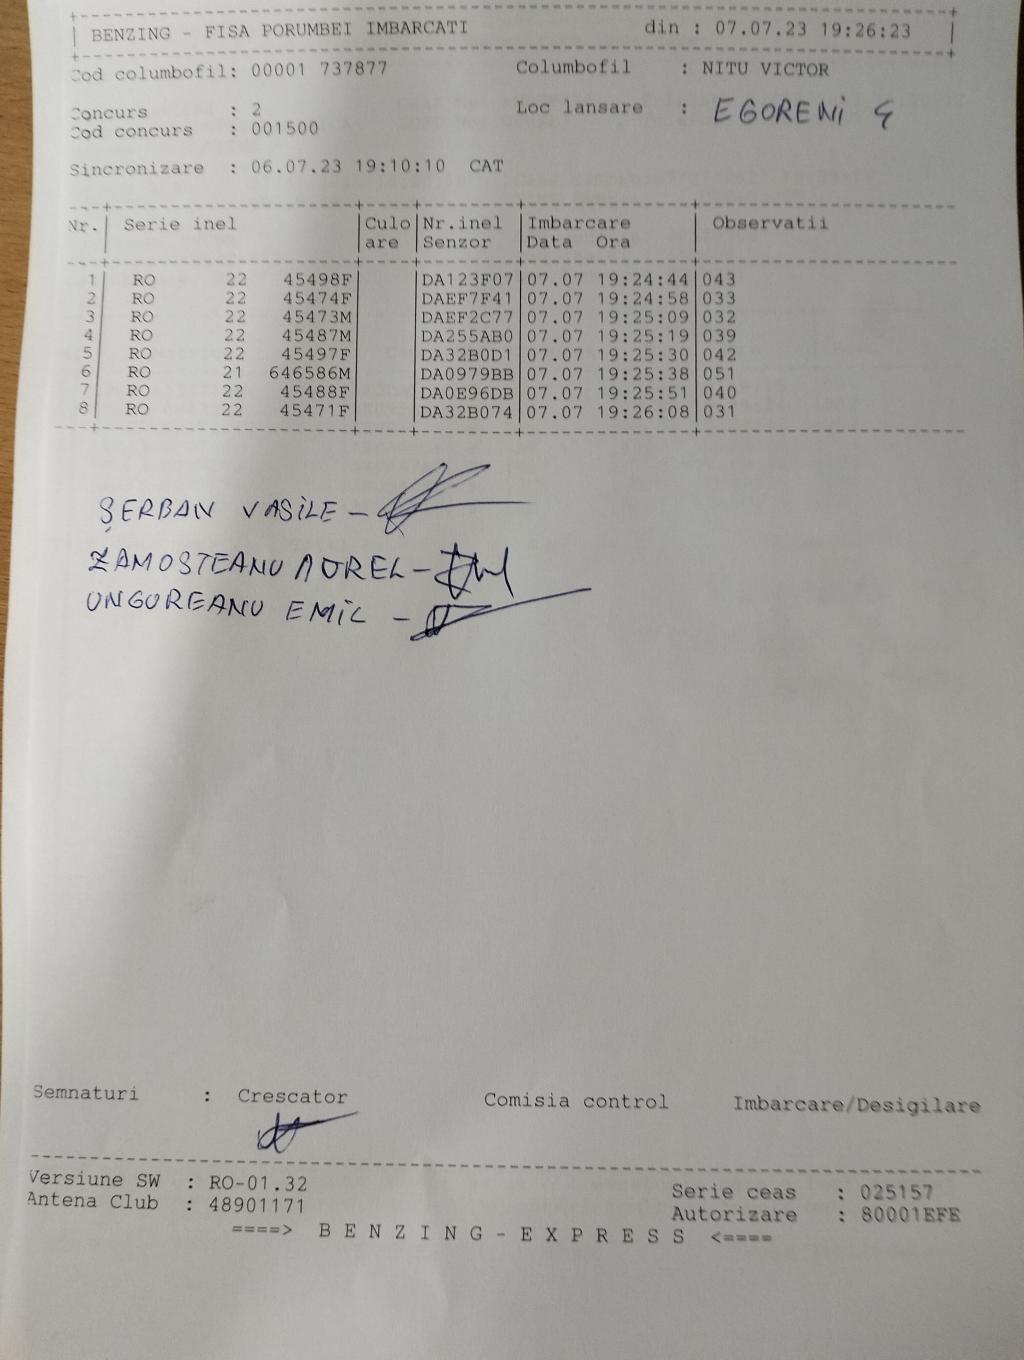 BENZING - FISA PORUMBEI IMBARCATI din : 07.07.23 19:26:23
Cod columbofil: 00001 737877 Columbofil : NITU VICTOR
Concurs : 2 Loc lansare : EGORENI
Cod concurs : 001500
Sincronizare : 06.07.23 19:10:10 CAT
Nr. Serie inel Culo Nr.inel Imbarcare Observatii
are Senzor Data Ora
1 RO 22 45498F DA123F07 07.07 19:24:44 043
2 RO 22 45474F DAEF7F41 07.07 19:24:58 033
3 RO 22 45473M DAEF2C77 07.07 19:25:09 032
4 RO 22 45487M DA255AB0 07.07 19:25:19 039
5 RO 22 45497F DA32B0D1 07.07 19:25:30 042
6 RO 21 646586M DA0979BB 07.07 19:25:38 051
7 RO 22 45488F DA0E96DB 07.07 19:25:51 040
8 RO 22 45471F DA32B074 07.07 19:26:08 031
ȘERBAN VASILE -
ZAMOSTEANU AUREL -
UNGUREANU EMIL -
Semnaturi : Crescator Comisia control Imbarcare/Desigilare
Versiune SW : RO-01.32 Serie ceas : 025157
Antena Club : 48901171 Autorizare : 80001EFE
====> B E N Z I N G - E X P R E S S <====